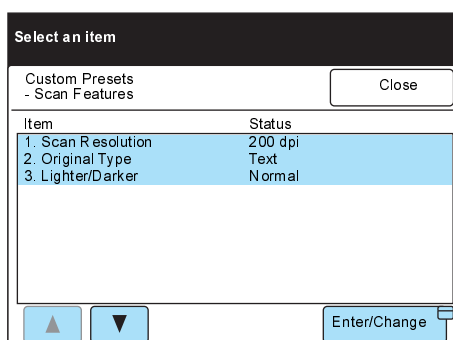 Select an item
Custom Presets
- Scan Features
Close
Item Status
1. Scan Resolution 200 dpi
2. Original Type Text
3. Lighter/Darker Normal
Enter/Change